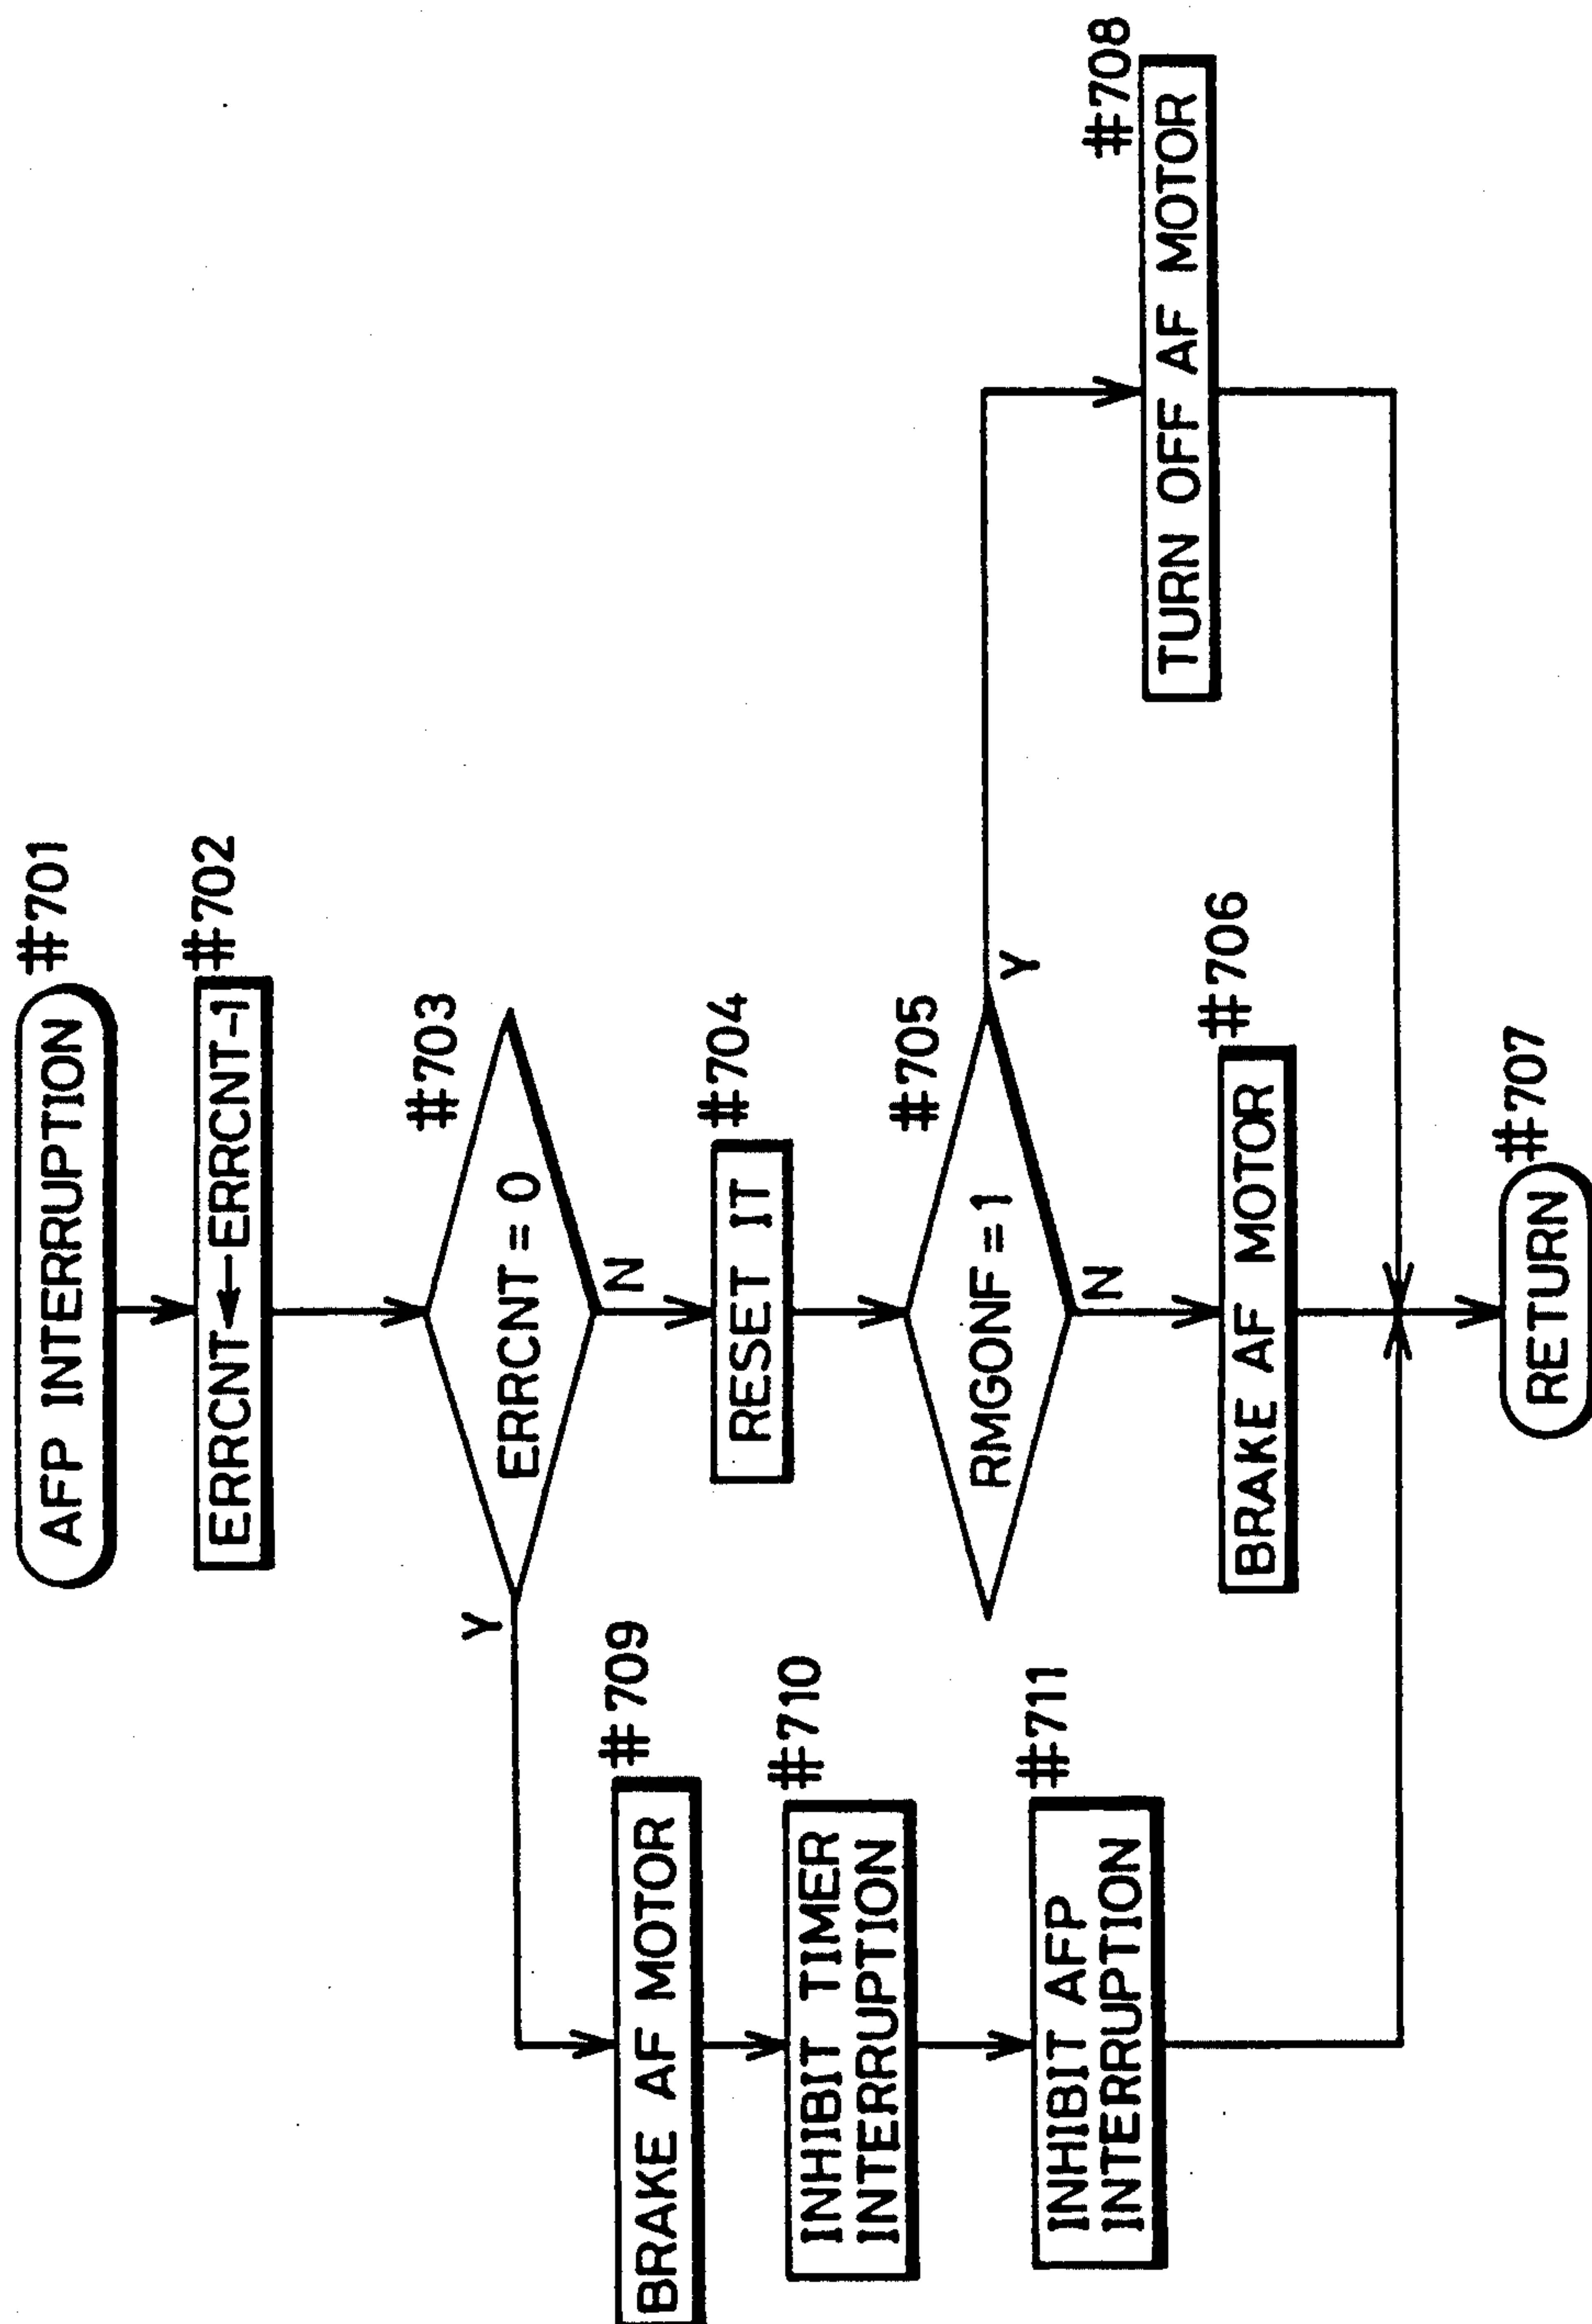 AFP INTERRUPTION #701
ERRCNT←ERRCNT-1 #702
#703
ERRCNT = 0
Y
N
#704
RESET IT
#705
RMGONF = 1
Y
N
#706
BRAKE AF MOTOR
#708
TURN OFF AF MOTOR
#709
BRAKE AF MOTOR
#710
INHIBIT TIMER
INTERRUPTION
#711
INHIBIT AFP
INTERRUPTION
#707
RETURN